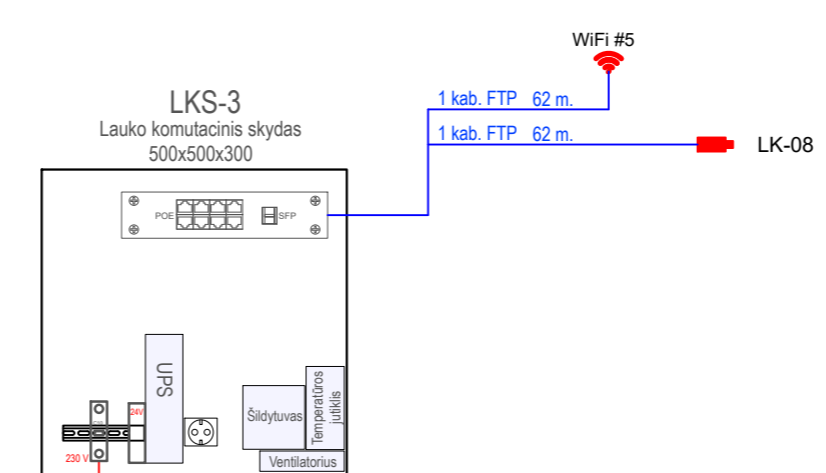 WiFi #5
1 kab. FTP 62 m.
1 kab. FTP 62 m.
LK-08
LKS-3
Lauko komutacinis skydas
500x500x300
POE
SFP
UPS
24V
230 V
Šildytuvas
Temperatūros
jutiklis
Ventilatorius